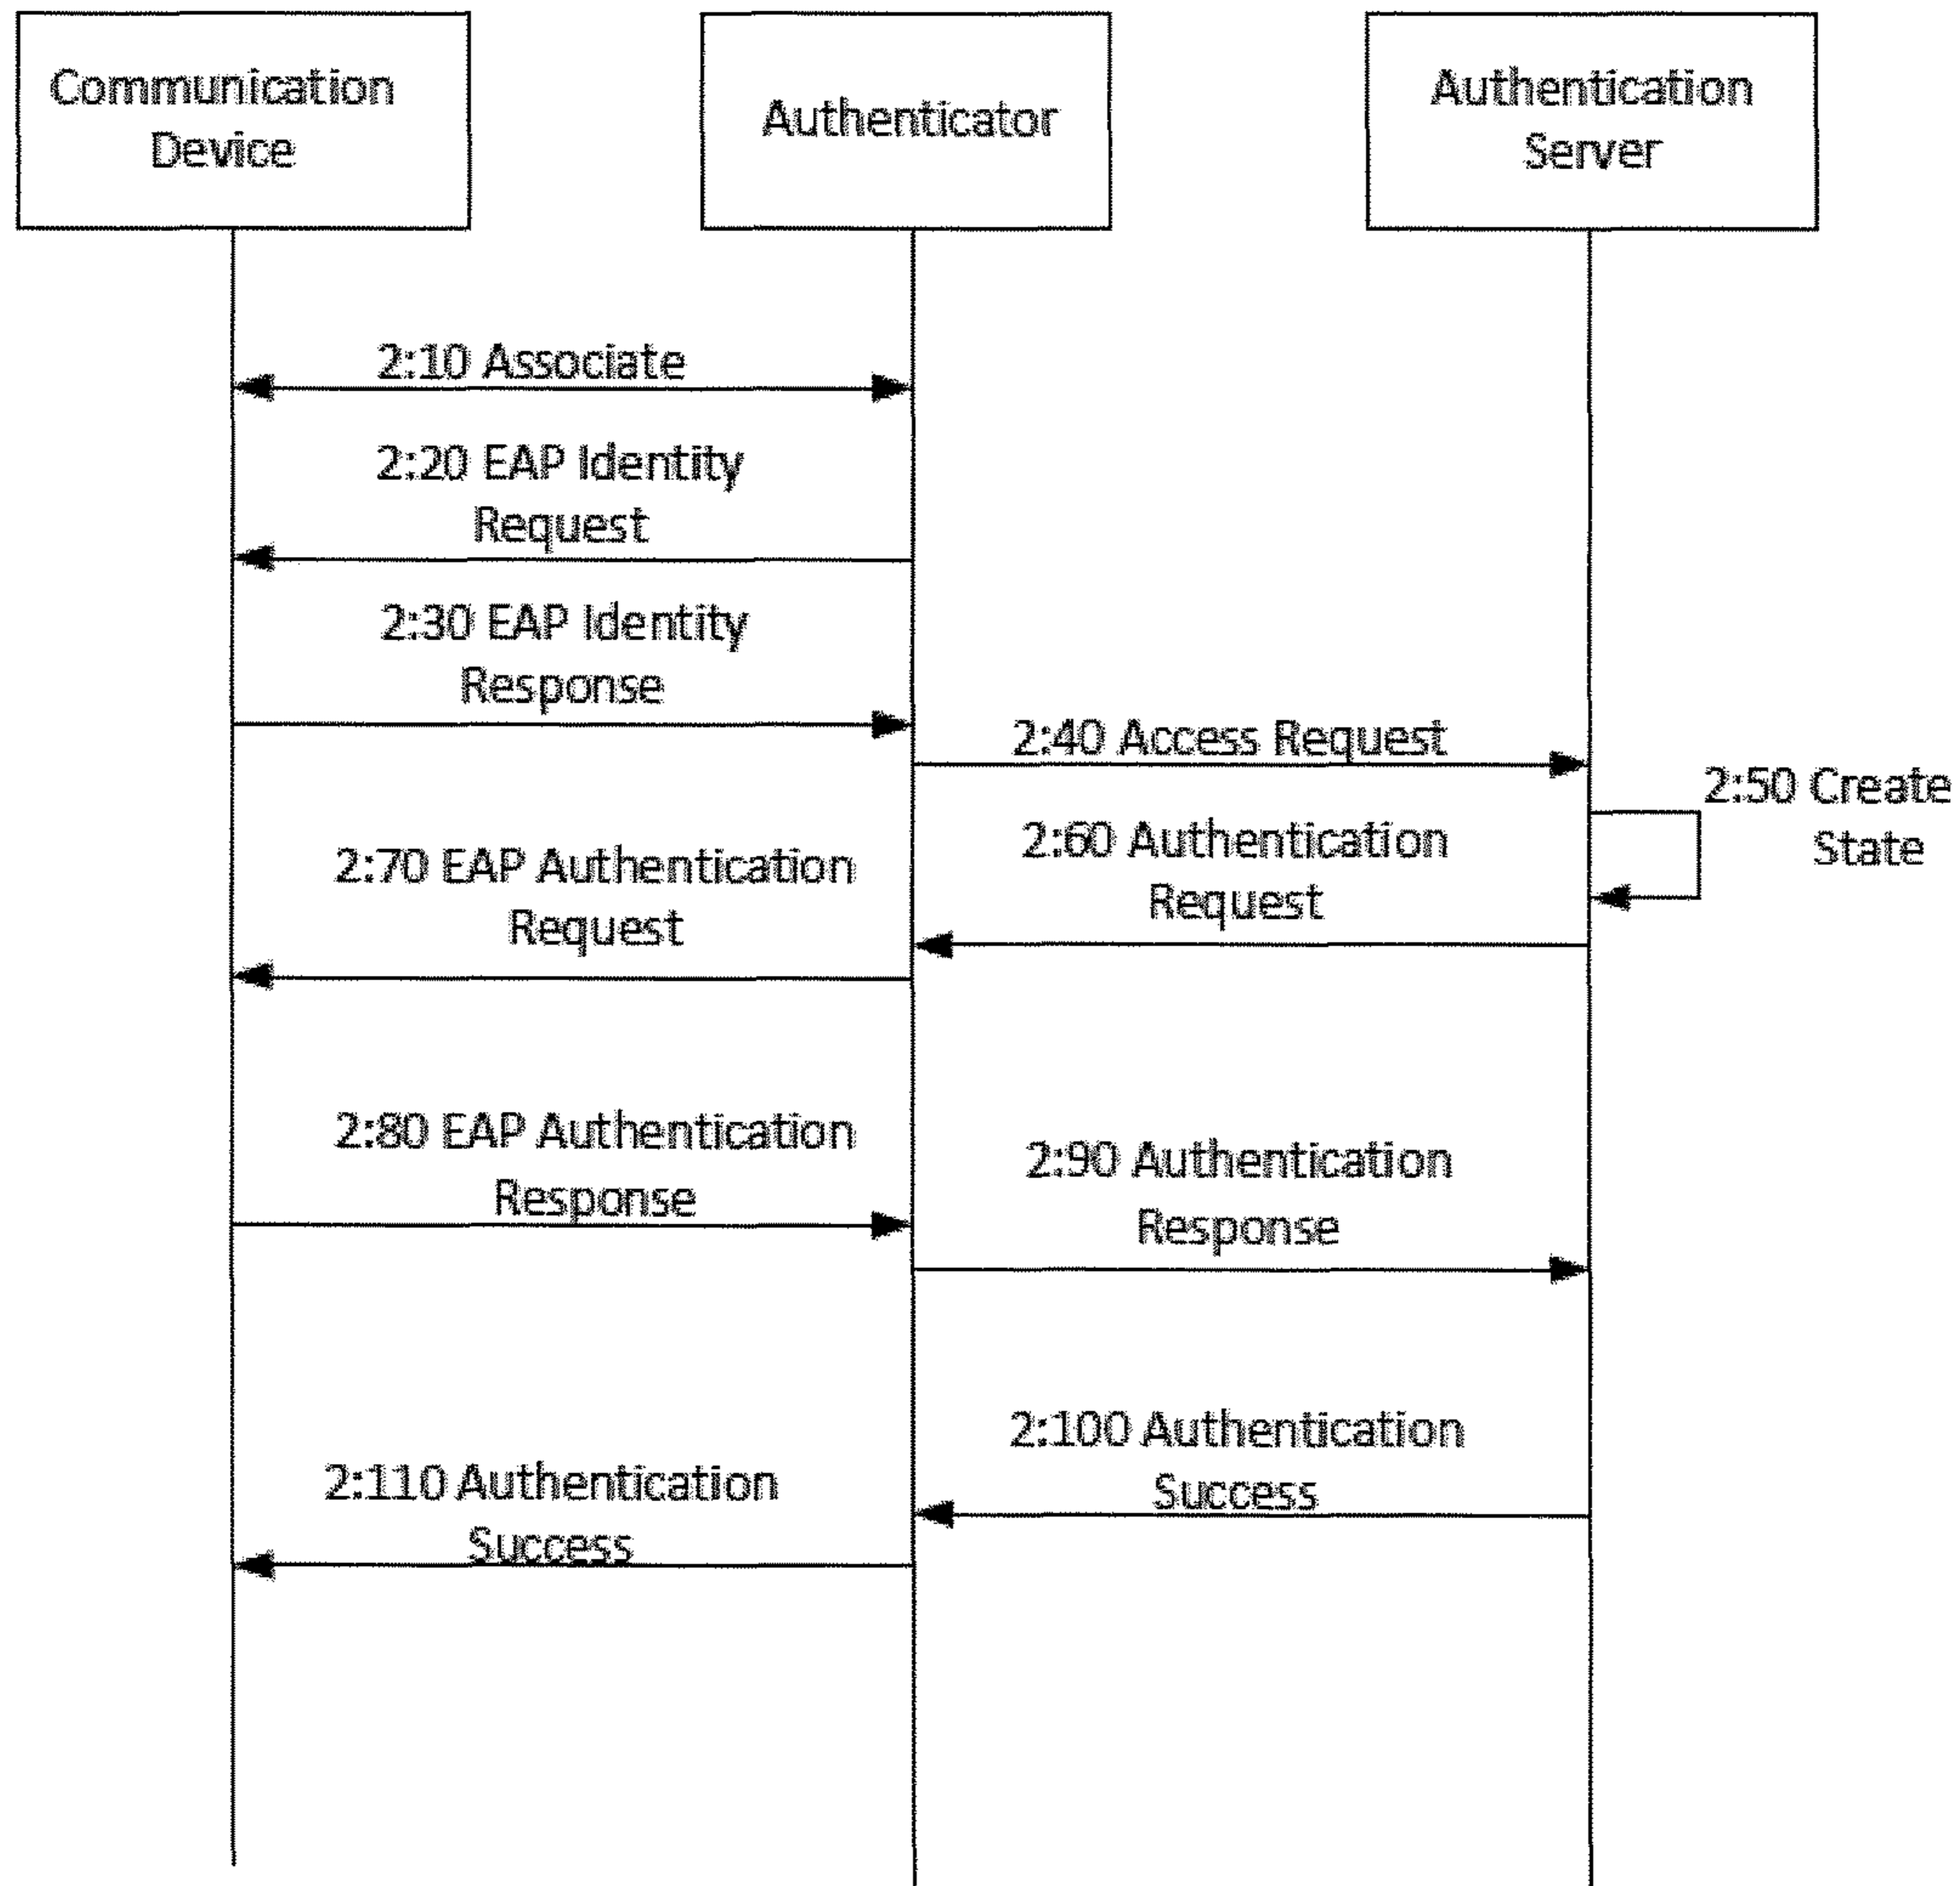 Communication
Device
Authenticator
Authentication
Server
2:10 Associate
2:20 EAP Identity
Request
2:30 EAP Identity
Response
2:40 Access Request
2:50 Create
State
2:60 Authentication
Request
2:70 EAP Authentication
Request
2:80 EAP Authentication
Response
2:90 Authentication
Response
2:100 Authentication
Success
2:110 Authentication
Success